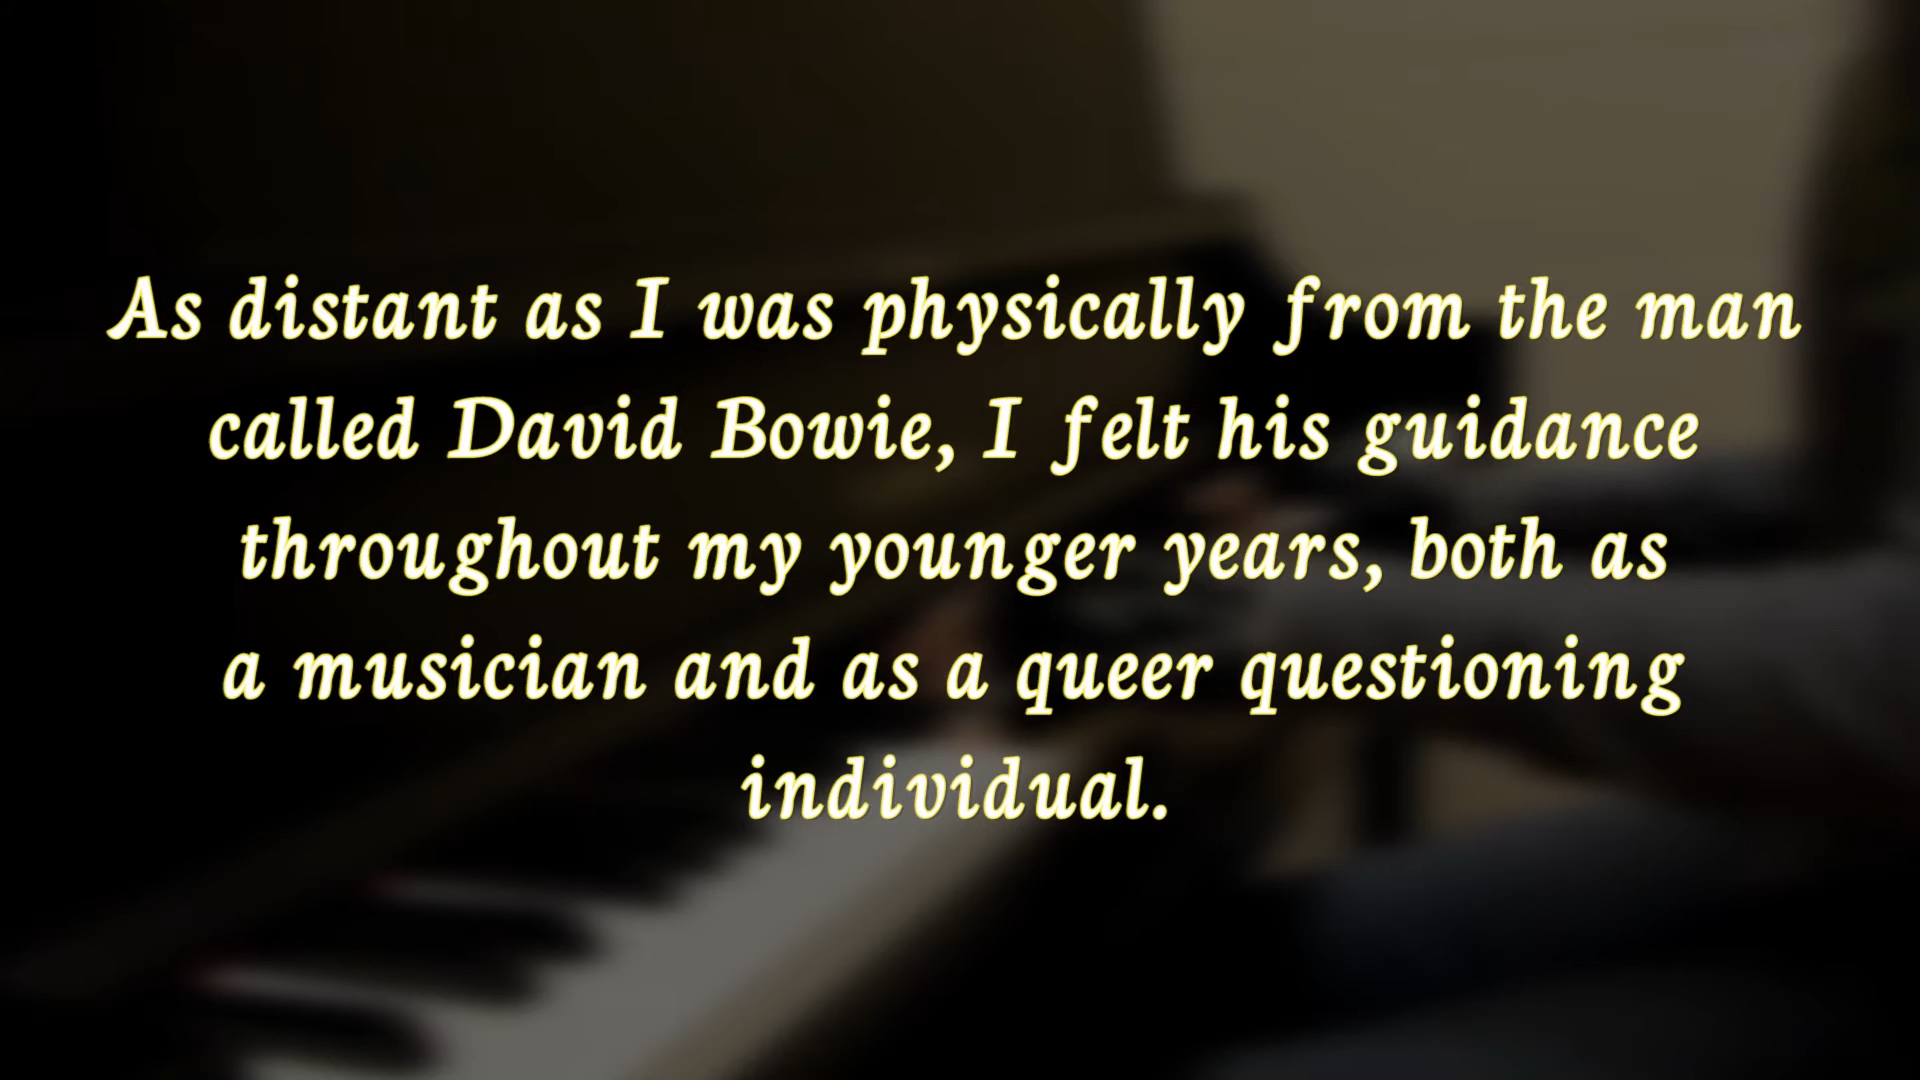 As distant as I was physically from the man
called David Bowie, I felt his guidance
throughout my younger years, both as
a musician and as a queer questioning
individual.